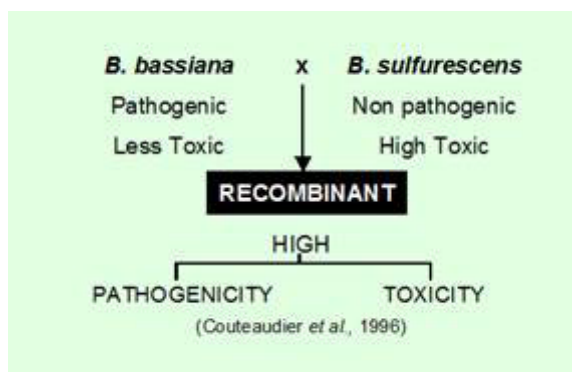 B. bassiana x B. sulfurescens
Pathogenic Non pathogenic
Less Toxic High Toxic
RECOMBINANT
HIGH
PATHOGENICITY TOXICITY
(Couteaudier et al., 1996)